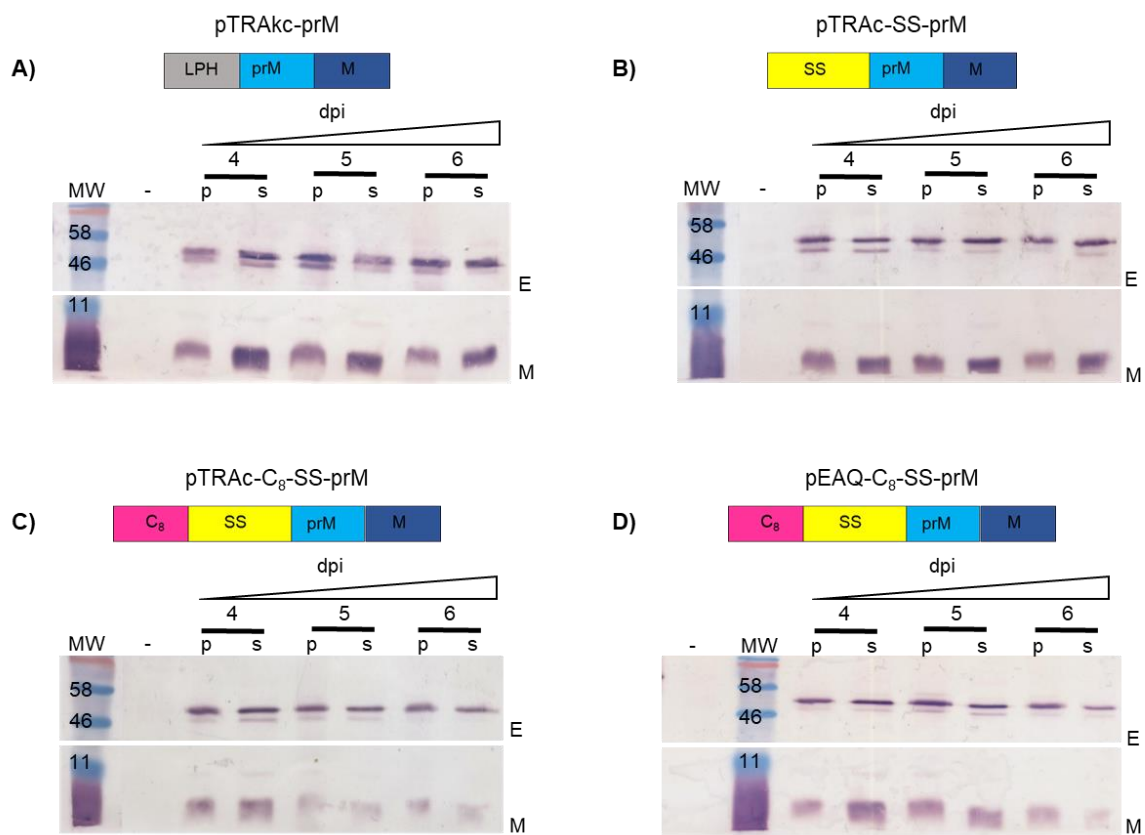 pTRAkc-prM
A)
LPH prM M
dpi
4 5 6
MW - p s p s p s
58
46
E
11
M
pTRAc-SS-prM
B)
SS prM M
dpi
4 5 6
MW - p s p s p s
58
46
E
11
M
pTRAc-C₈-SS-prM
C)
C₈ SS prM M
dpi
4 5 6
MW - p s p s p s
58
46
E
11
M
pEAQ-C₈-SS-prM
D)
C₈ SS prM M
dpi
4 5 6
- MW p s p s p s
58
46
E
11
M